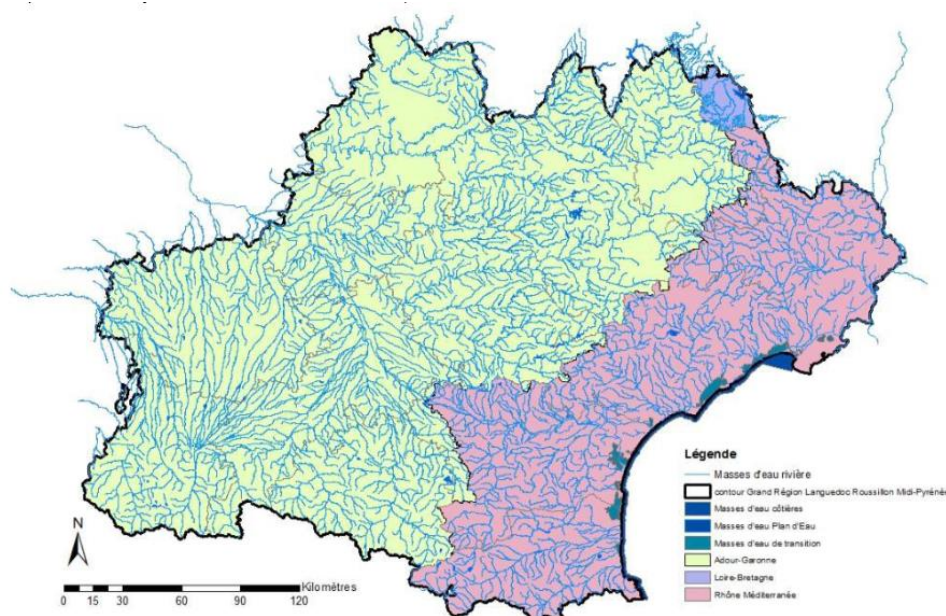 Légende
Masses d'eau rivière
contour Grand Région Languedoc Roussillon Midi-Pyréné
Masses d'eau côtières
Masses d'eau Plan d'Eau
Masses d'eau de transition
Adour-Garonne
Loire-Bretagne
Rhône Méditerranée
N
Kilomètres
0 15 30 60 90 120